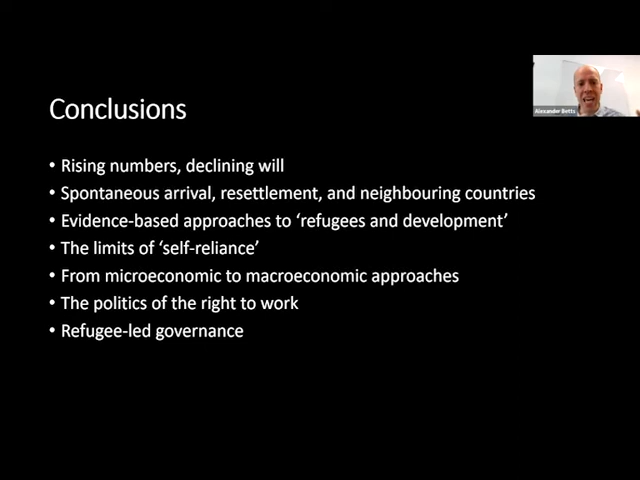 Alexander Betts
Conclusions
• Rising numbers, declining will
• Spontaneous arrival, resettlement, and neighbouring countries
• Evidence-based approaches to ‘refugees and development’
• The limits of ‘self-reliance’
• From microeconomic to macroeconomic approaches
• The politics of the right to work
• Refugee-led governance